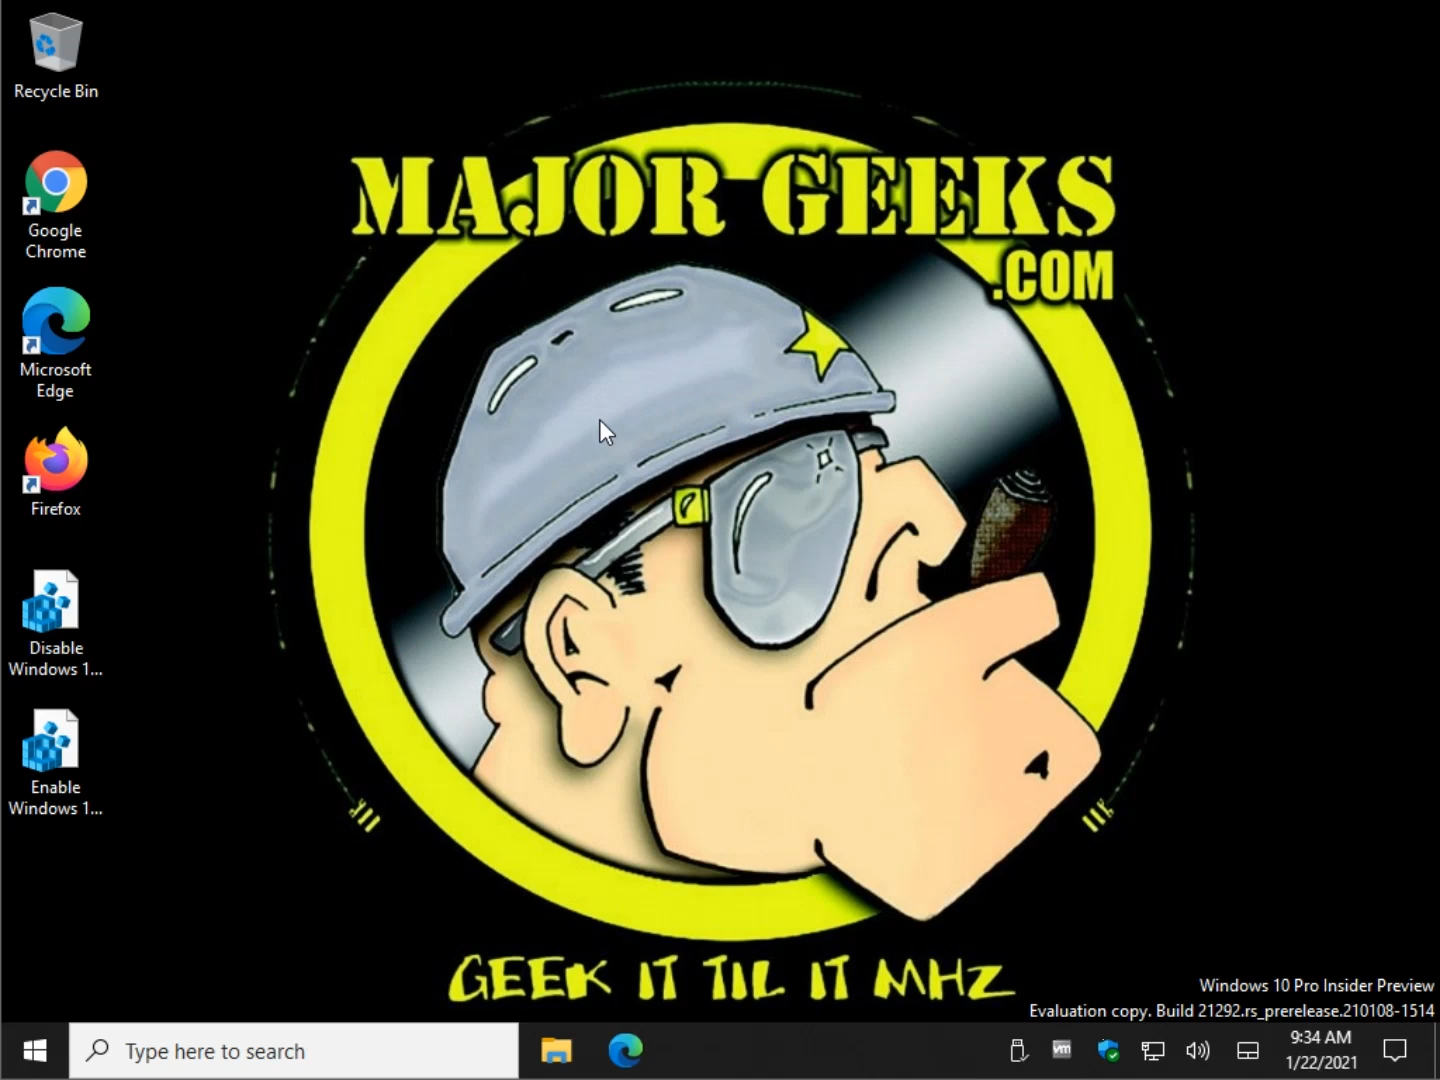 Recycle Bin
Google
Chrome
Microsoft
Edge
Firefox
Disable
Windows 1...
Enable
Windows 1...
MAJOR GEEKS
.COM
GEEK IT TIL IT MHZ
Windows 10 Pro Insider Preview
Evaluation copy. Build 21292.rs_prerelease.210108-1514
Type here to search
vm
9:34 AM
1/22/2021